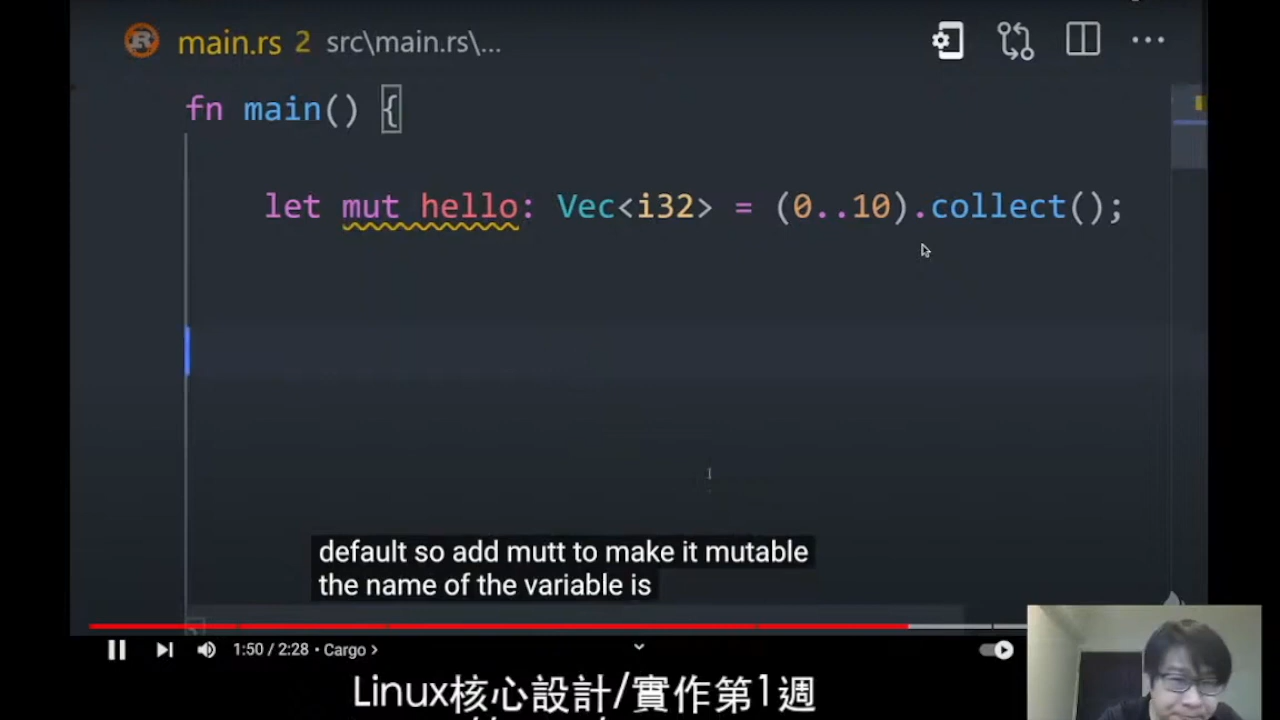 main.rs 2 src\main.rs\...
fn main() {
let mut hello: Vec<i32> = (0..10).collect();
default so add mutt to make it mutable
the name of the variable is
1:50 / 2:28 • Cargo >
Linux核心設計/實作第1週